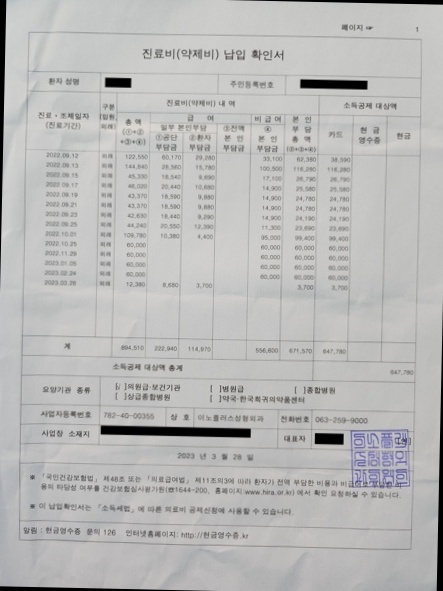 페이지 ☞ 1
진료비(약제비) 납입 확인서
환자 성명 주민등록번호
진료·조제일자 (진료기간) 구분 (입원, 외래) 진료비(약제비) 내 역 소득공제 대상액
총 액 (①+②+③+④) 급 여 비 급 여 본 인 부 담 총 액 (②+③+④) 카드 현 금 영수증 현금
일부 본인부담 ③전액 본 인 부담금 ④ 본 인 부담금
①공단 부담금 ②환자 부담금
2022.09.12 외래 122,550 60,170 29,280 33,100 62,380 38,590
2022.09.13 외래 144,840 28,560 15,780 100,500 116,280 116,280
2022.09.15 외래 45,330 18,540 9,690 17,100 26,790 26,790
2022.09.17 외래 46,020 20,440 10,680 14,900 25,580 25,580
2022.09.19 외래 43,370 18,590 9,880 14,900 24,780 24,780
2022.09.21 외래 43,370 18,590 9,880 14,900 24,780 24,780
2022.09.23 외래 42,630 18,440 9,290 14,900 24,190 24,190
2022.09.25 외래 44,240 20,550 12,390 11,300 23,690 23,690
2022.10.01 외래 109,780 10,380 4,400 95,000 99,400 99,400
2022.10.25 외래 60,000 60,000 60,000 60,000
2022.11.29 외래 60,000 60,000 60,000 60,000
2023.01.05 외래 60,000 60,000 60,000 60,000
2023.02.24 외래 60,000 60,000 60,000 60,000
2023.03.28 외래 12,380 8,680 3,700 3,700 3,700
계 894,510 222,940 114,970 556,600 671,570 647,780
소득공제 대상액 총계 647,780
요양기관 종류 [√] 의원급·보건기관 [ ]병원급 [ ]종합병원
[ ]상급종합병원 [ ]약국·한국희귀의약품센터
사업자등록번호 782-40-00355 상 호 이노플러스정형외과 전화번호 063-259-9000
사업장 소재지 대표자
2023 년 3 월 28 일
※ 「국민건강보험법」 제48조 또는 「의료급여법」 제11조의3에 따라 환자가 전액 부담한 비용과 비급여로 부담한 비용의 타당성 여부를 건강보험심사평가원(☎1644-200, 홈페이지:www.hira.or.kr) 에서 확인 요청하실 수 있습니다.
※ 이 납입확인서는 「소득세법」에 따른 의료비 공제신청에 사용할 수 있습니다.
알림 : 현금영수증 문의 126 인터넷홈페이지: http://현금영수증.kr